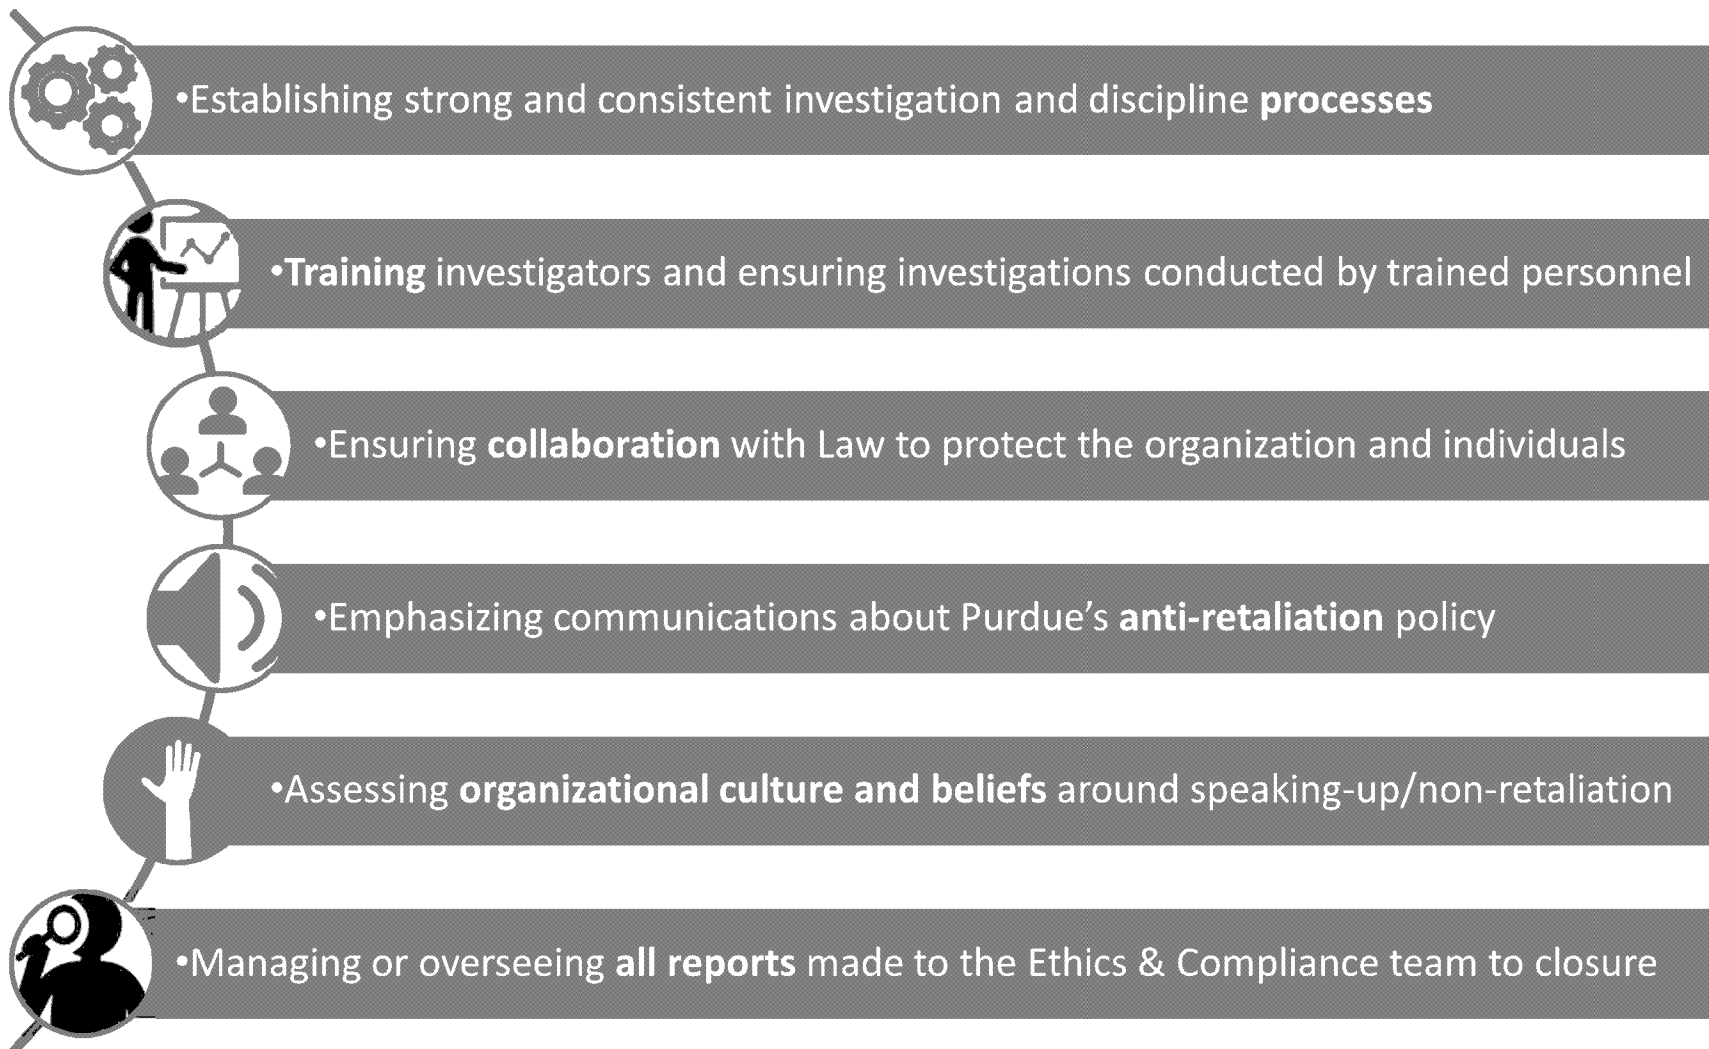 •Establishing strong and consistent investigation and discipline processes
•Training investigators and ensuring investigations conducted by trained personnel
•Ensuring collaboration with Law to protect the organization and individuals
•Emphasizing communications about Purdue’s anti-retaliation policy
•Assessing organizational culture and beliefs around speaking-up/non-retaliation
•Managing or overseeing all reports made to the Ethics & Compliance team to closure